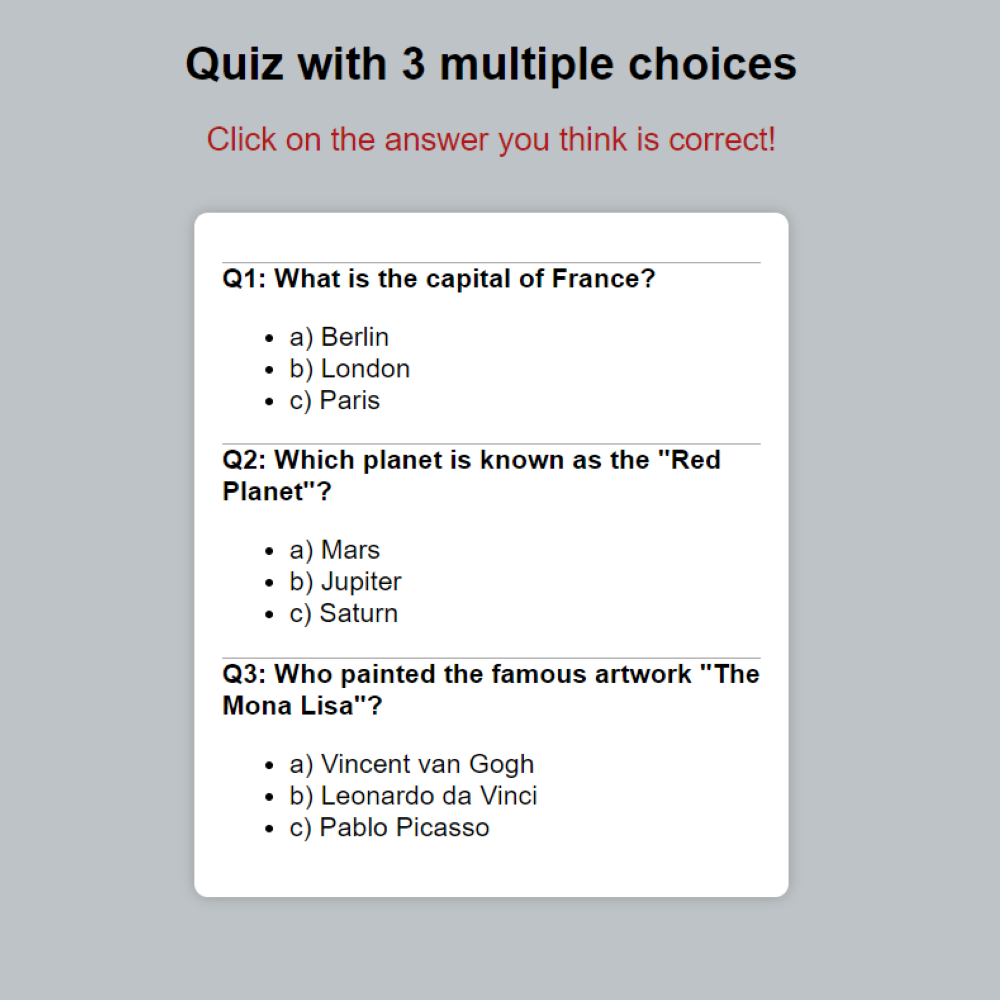 Quiz with 3 multiple choices
Click on the answer you think is correct!
Q1: What is the capital of France?
a) Berlin
b) London
c) Paris
Q2: Which planet is known as the "Red
Planet"?
a) Mars
b) Jupiter
c) Saturn
Q3: Who painted the famous artwork "The
Mona Lisa"?
a) Vincent van Gogh
b) Leonardo da Vinci
c) Pablo Picasso